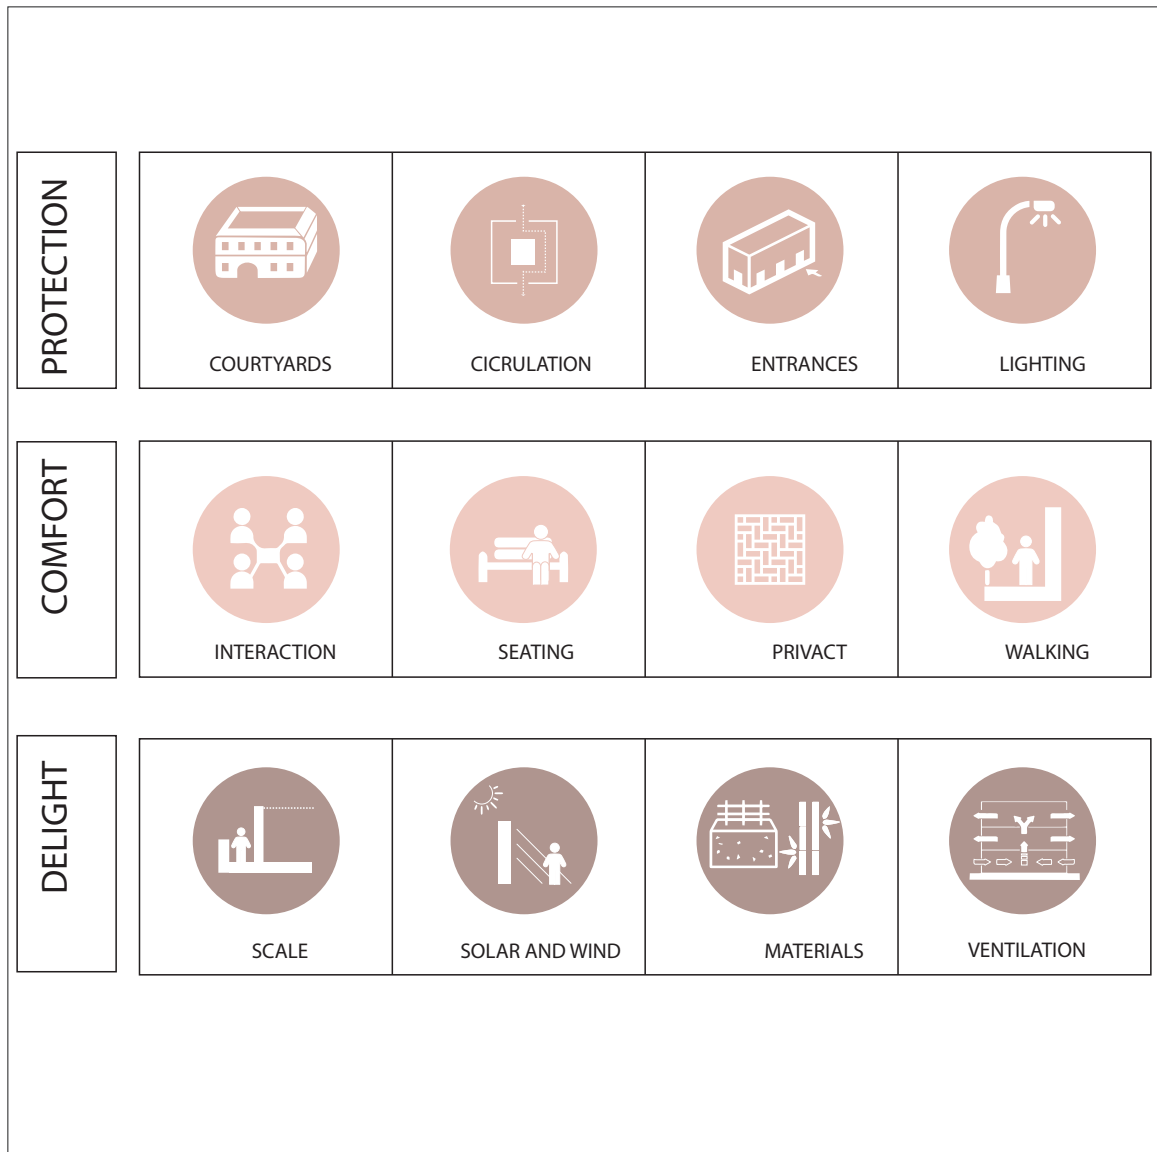 PROTECTION
COURTYARDS
CICRULATION
ENTRANCES
LIGHTING
COMFORT
INTERACTION
SEATING
PRIVACT
WALKING
DELIGHT
SCALE
SOLAR AND WIND
MATERIALS
VENTILATION